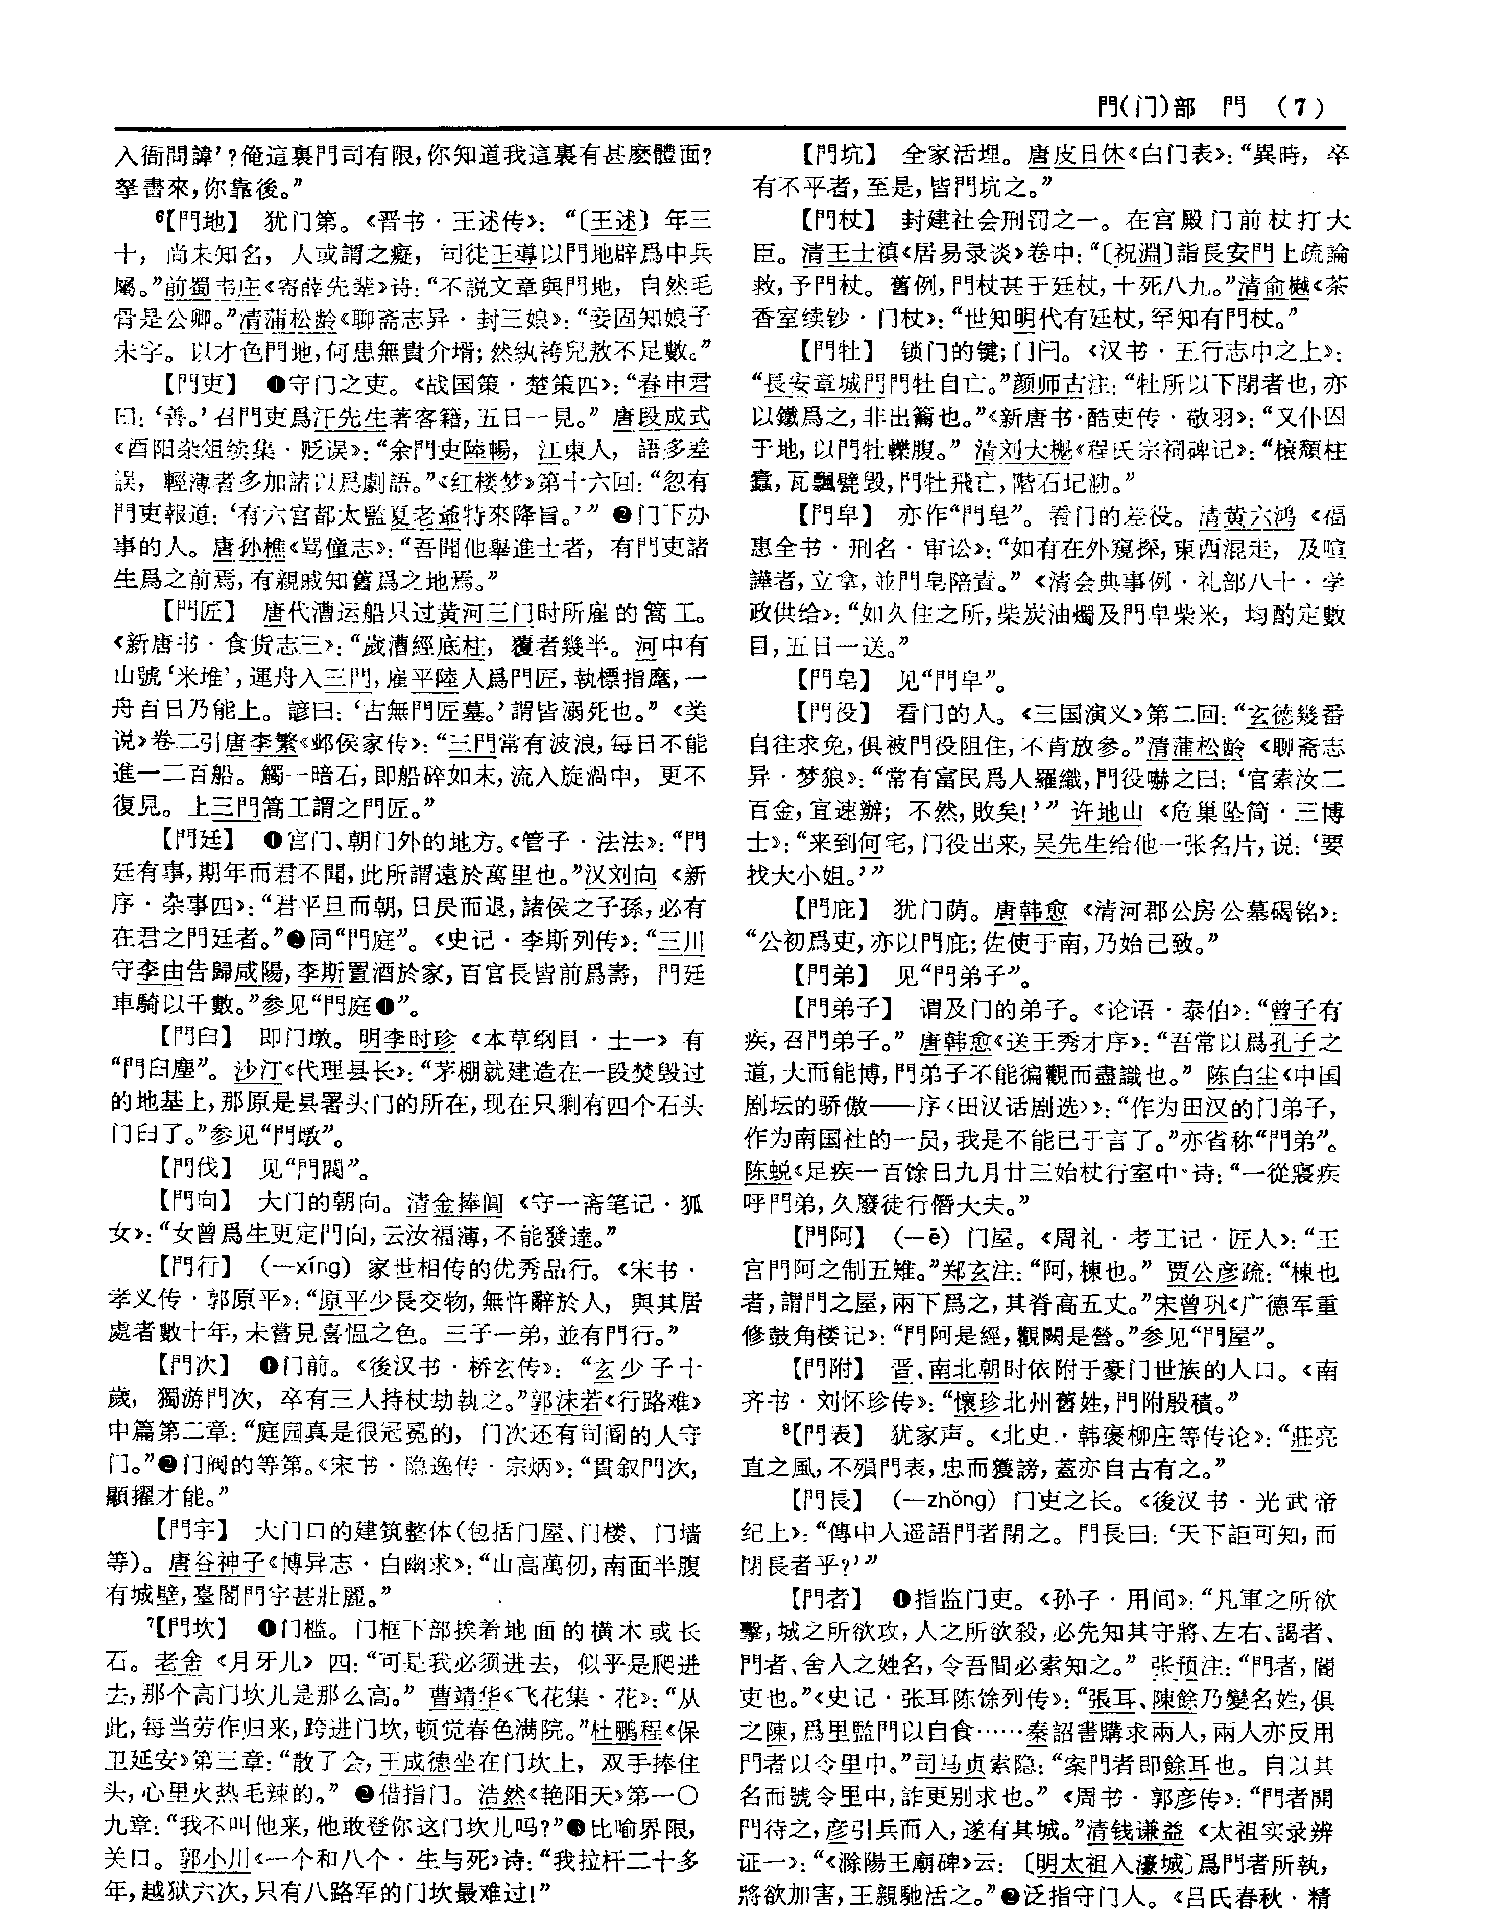 門(门)部　門　(7)
入衙問諱’?俺這裏門司有限,你知道我這裏有甚麽體面?
拏書來,你靠後。”
⁶【門地】　犹门第。《晋书·王述传》：“〔王述〕年三
十，尚未知名，人或謂之癡，司徒王導以門地辟爲中兵
屬。”前蜀韦庄《寄薛先辈》诗：“不説文章與門地，自然毛
骨是公卿。”清蒲松龄《聊斋志异·封三娘》：“妾固知娘子
未字。以才色門地,何患無貴介壻；然紈袴兒敖不足數。”
【門吏】　❶守门之吏。《战国策·楚策四》：“春申君
曰：‘善。’召門吏爲汗先生著客籍,五日一見。”唐段成式
《酉阳杂俎续集·贬误》：“余門吏陸暢，江東人，語多差
誤，輕薄者多加諸以爲劇語。”《红楼梦》第十六回：“忽有
門吏報道：‘有六宫都太監夏老爺特來降旨。’”❷门下办
事的人。唐孙樵《骂僮志》：“吾聞他舉進士者，有門吏諸
生爲之前焉,有親戚知舊爲之地焉。”
【門匠】　唐代漕运船只过黄河三门时所雇的篙工。
《新唐书·食货志三》：“歲漕經底柱，覆者幾半。河中有
山號‘米堆’,運舟入三門,雇平陸人爲門匠,執標指麾,一
舟百日乃能上。諺曰：‘古無門匠墓。’謂皆溺死也。”《类
说》卷二引唐李繁《邺侯家传》：“三門常有波浪,每日不能
進一二百船。觸一暗石,即船碎如末,流入旋渦中，更不
復見。上三門篙工謂之門匠。”
【門廷】　❶宫门、朝门外的地方。《管子·法法》：“門
廷有事,期年而君不聞,此所謂遠於萬里也。”汉刘向《新
序·杂事四》：“君平旦而朝,日昃而退,諸侯之子孫,必有
在君之門廷者。”❷同“門庭”。《史记·李斯列传》：“三川
守李由告歸咸陽,李斯置酒於家,百官長皆前爲壽，門廷
車騎以千數。”参见“門庭❶”。
【門臼】　即门墩。明李时珍《本草纲目·土一》有
“門臼塵”。沙汀《代理县长》：“茅棚就建造在一段焚毁过
的地基上,那原是县署头门的所在,现在只剩有四个石头
门臼了。”参见“門墩”。
【門伐】　见“門閥”。
【門向】　大门的朝向。清金捧阊《守一斋笔记·狐
女》：“女曾爲生更定門向,云汝福薄,不能發達。”
【門行】　(一xíng)家世相传的优秀品行。《宋书·
孝义传·郭原平》：“原平少長交物,無忤辭於人，與其居
處者數十年,未嘗見喜愠之色。三子一弟,並有門行。”
【門次】　❶门前。《後汉书·桥玄传》：“玄少子十
歲，獨游門次，卒有三人持杖劫執之。”郭沫若《行路难》
中篇第二章：“庭园真是很冠冕的，门次还有司阍的人守
门。”❷门阀的等第。《宋书·隐逸传·宗炳》：“貫叙門次，
顯擢才能。”
【門宇】　大门口的建筑整体(包括门屋、门楼、门墙
等)。唐谷神子《博异志·白幽求》：“山高萬仞,南面半腹
有城壁,臺閣門宇甚壯麗。”
⁷【門坎】　❶门槛。门框下部挨着地面的横木或长
石。老舍《月牙儿》四：“可是我必须进去，似乎是爬进
去,那个高门坎儿是那么高。”曹靖华《飞花集·花》：“从
此,每当劳作归来,跨进门坎,顿觉春色满院。”杜鹏程《保
卫延安》第三章：“散了会,王成德坐在门坎上，双手捧住
头,心里火热毛辣的。”❷借指门。浩然《艳阳天》第一〇
九章：“我不叫他来,他敢登你这门坎儿吗?”❸比喻界限，
关口。郭小川《一个和八个·生与死》诗：“我拉杆二十多
年,越狱六次,只有八路军的门坎最难过!”
【門坑】　全家活埋。唐皮日休《白门表》：“異時，卒
有不平者,至是,皆門坑之。”
【門杖】　封建社会刑罚之一。在宫殿门前杖打大
臣。清王士禛《居易录谈》卷中：“〔祝淵〕詣長安門上疏論
救,予門杖。舊例,門杖甚于廷杖,十死八九。”清俞樾《茶
香室续钞·门杖》：“世知明代有廷杖,罕知有門杖。”
【門牡】　锁门的键；门闩。《汉书·五行志中之上》：
“長安章城門門牡自亡。”颜师古注：“牡所以下閉者也,亦
以鐵爲之,非出籥也。”《新唐书·酷吏传·敬羽》：“又仆囚
于地,以門牡轢腹。”清刘大櫆《程氏宗祠碑记》：“榱頹柱
蠹,瓦飄甓毁,門牡飛亡,階石圮泐。”
【門阜】　亦作“門皂”。看门的差役。清黄六鸿《福
惠全书·刑名·审讼》：“如有在外窺探,東西混走，及喧
譁者,立拿,並門皂陪責。”《清会典事例·礼部八十·学
政供给》：“如久住之所,柴炭油燭及門皁柴米，均酌定數
目,五日一送。”
【門皂】　见“門皁”。
【門役】　看门的人。《三国演义》第二回：“玄德幾番
自往求免,俱被門役阻住,不肯放參。”清蒲松龄《聊斋志
异·梦狼》：“常有富民爲人羅織,門役嚇之曰：‘官索汝二
百金,宜速辦；不然,敗矣!’”许地山《危巢坠简·三博
士》：“来到何宅,门役出来,吴先生给他一张名片,说：‘要
找大小姐。’”
【門庇】　犹门荫。唐韩愈《清河郡公房公墓碣铭》：
“公初爲吏,亦以門庇；佐使于南,乃始已致。”
【門弟】　见“門弟子”。
【門弟子】　谓及门的弟子。《论语·泰伯》：“曾子有
疾,召門弟子。”唐韩愈《送王秀才序》：“吾常以爲孔子之
道,大而能博,門弟子不能徧觀而盡識也。”陈白尘《中国
剧坛的骄傲——序〈田汉话剧选〉》：“作为田汉的门弟子，
作为南国社的一员,我是不能已于言了。”亦省称“門弟”。
陈蜕《足疾一百馀日九月廿三始杖行室中》诗：“一從寢疾
呼門弟,久廢徒行僭大夫。”
【門阿】　(一ē)门屋。《周礼·考工记·匠人》：“王
宫門阿之制五雉。”郑玄注：“阿,棟也。”贾公彦疏：“棟也
者,謂門之屋,兩下爲之,其脊高五丈。”宋曾巩《广德军重
修鼓角楼记》：“門阿是經,觀闕是營。”参见“門屋”。
【門附】　晋、南北朝时依附于豪门世族的人口。《南
齐书·刘怀珍传》：“懷珍北州舊姓,門附殷積。”
⁸【門表】　犹家声。《北史·韩褒柳庄等传论》：“莊亮
直之風,不殞門表,忠而獲謗,蓋亦自古有之。”
【門長】　(一zhǒng)门吏之长。《後汉书·光武帝
纪上》：“傳中人遥語門者閉之。門長曰：‘天下詎可知,而
閉長者乎?’”
【門者】　❶指监门吏。《孙子·用间》：“凡軍之所欲
擊,城之所欲攻,人之所欲殺,必先知其守將、左右、謁者、
門者、舍人之姓名,令吾間必索知之。”张预注：“門者,閽
吏也。”《史记·张耳陈馀列传》：“張耳、陳餘乃變名姓,俱
之陳,爲里監門以自食……秦詔書購求兩人,兩人亦反用
門者以令里中。”司马贞索隐：“案門者即餘耳也。自以其
名而號令里中,詐更别求也。”《周书·郭彦传》：“門者開
門待之,彦引兵而入,遂有其城。”清钱谦益《太祖实录辨
证一》：“《滁陽王廟碑》云：〔明太祖入濠城〕爲門者所執，
將欲加害,王親馳活之。”❷泛指守门人。《吕氏春秋·精